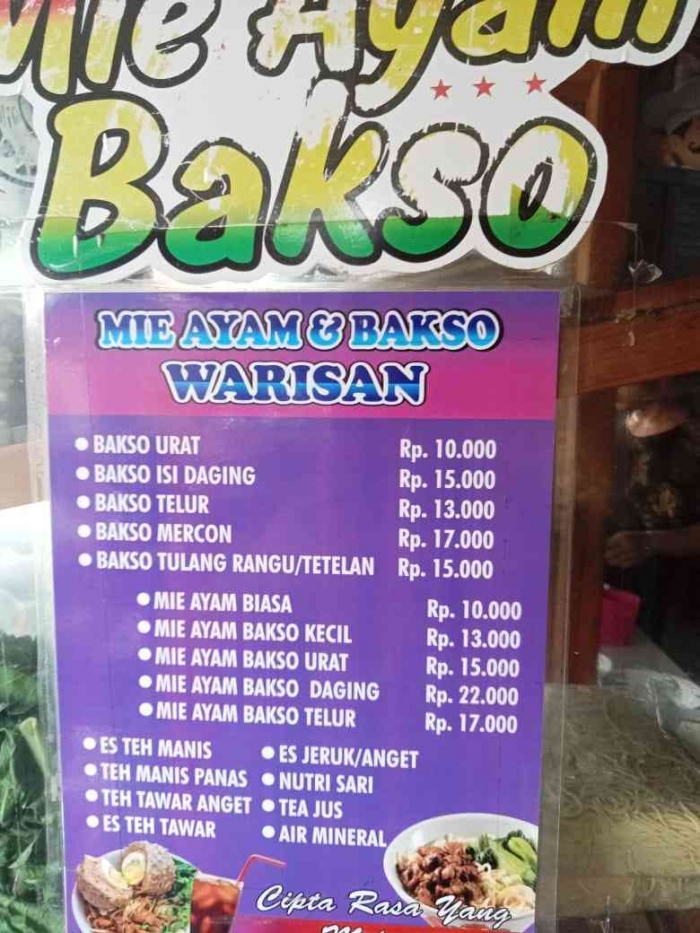 Mie Ayam
Bakso
MIE AYAM & BAKSO
WARISAN
● BAKSO URAT Rp. 10.000
● BAKSO ISI DAGING Rp. 15.000
● BAKSO TELUR Rp. 13.000
● BAKSO MERCON Rp. 17.000
● BAKSO TULANG RANGU/TETELAN Rp. 15.000
● MIE AYAM BIASA Rp. 10.000
● MIE AYAM BAKSO KECIL Rp. 13.000
● MIE AYAM BAKSO URAT Rp. 15.000
● MIE AYAM BAKSO DAGING Rp. 22.000
● MIE AYAM BAKSO TELUR Rp. 17.000
● ES TEH MANIS ● ES JERUK/ANGET
● TEH MANIS PANAS ● NUTRI SARI
● TEH TAWAR ANGET ● TEA JUS
● ES TEH TAWAR ● AIR MINERAL
Cipta Rasa Yang